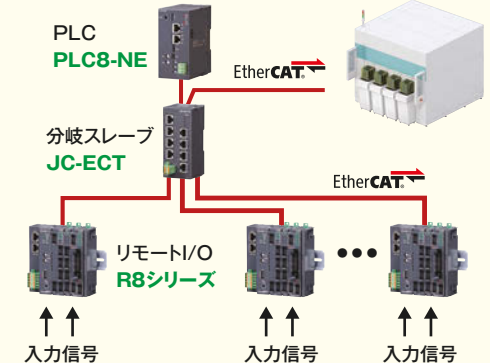 PLC
PLC8-NE
EtherCAT®
分岐スレーブ
JC-ECT
EtherCAT®
リモートI/O
R8シリーズ
入力信号
入力信号
入力信号